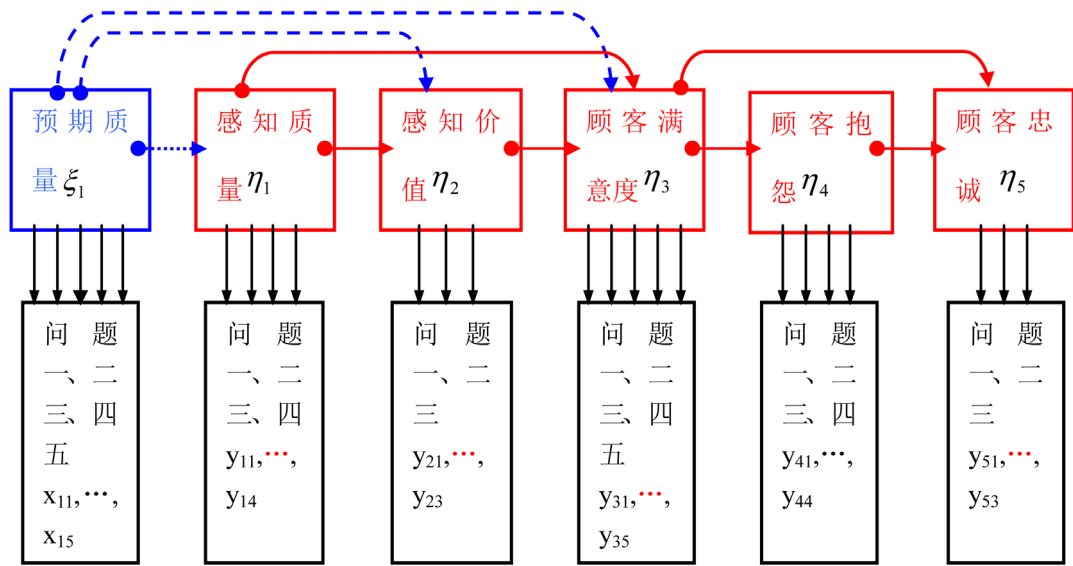 预期质
量ξ₁
感知质
量η₁
感知价
值η₂
顾客满
意度η₃
顾客抱
怨η₄
顾客忠
诚η₅
问题
一、二
三、四
五
x₁₁,…,
x₁₅
问题
一、二
三、四
y₁₁,…,
y₁₄
问题
一、二
三
y₂₁,…,
y₂₃
问题
一、二
三、四
五
y₃₁,…,
y₃₅
问题
一、二
三、四
y₄₁,…,
y₄₄
问题
一、二
三
y₅₁,…,
y₅₃